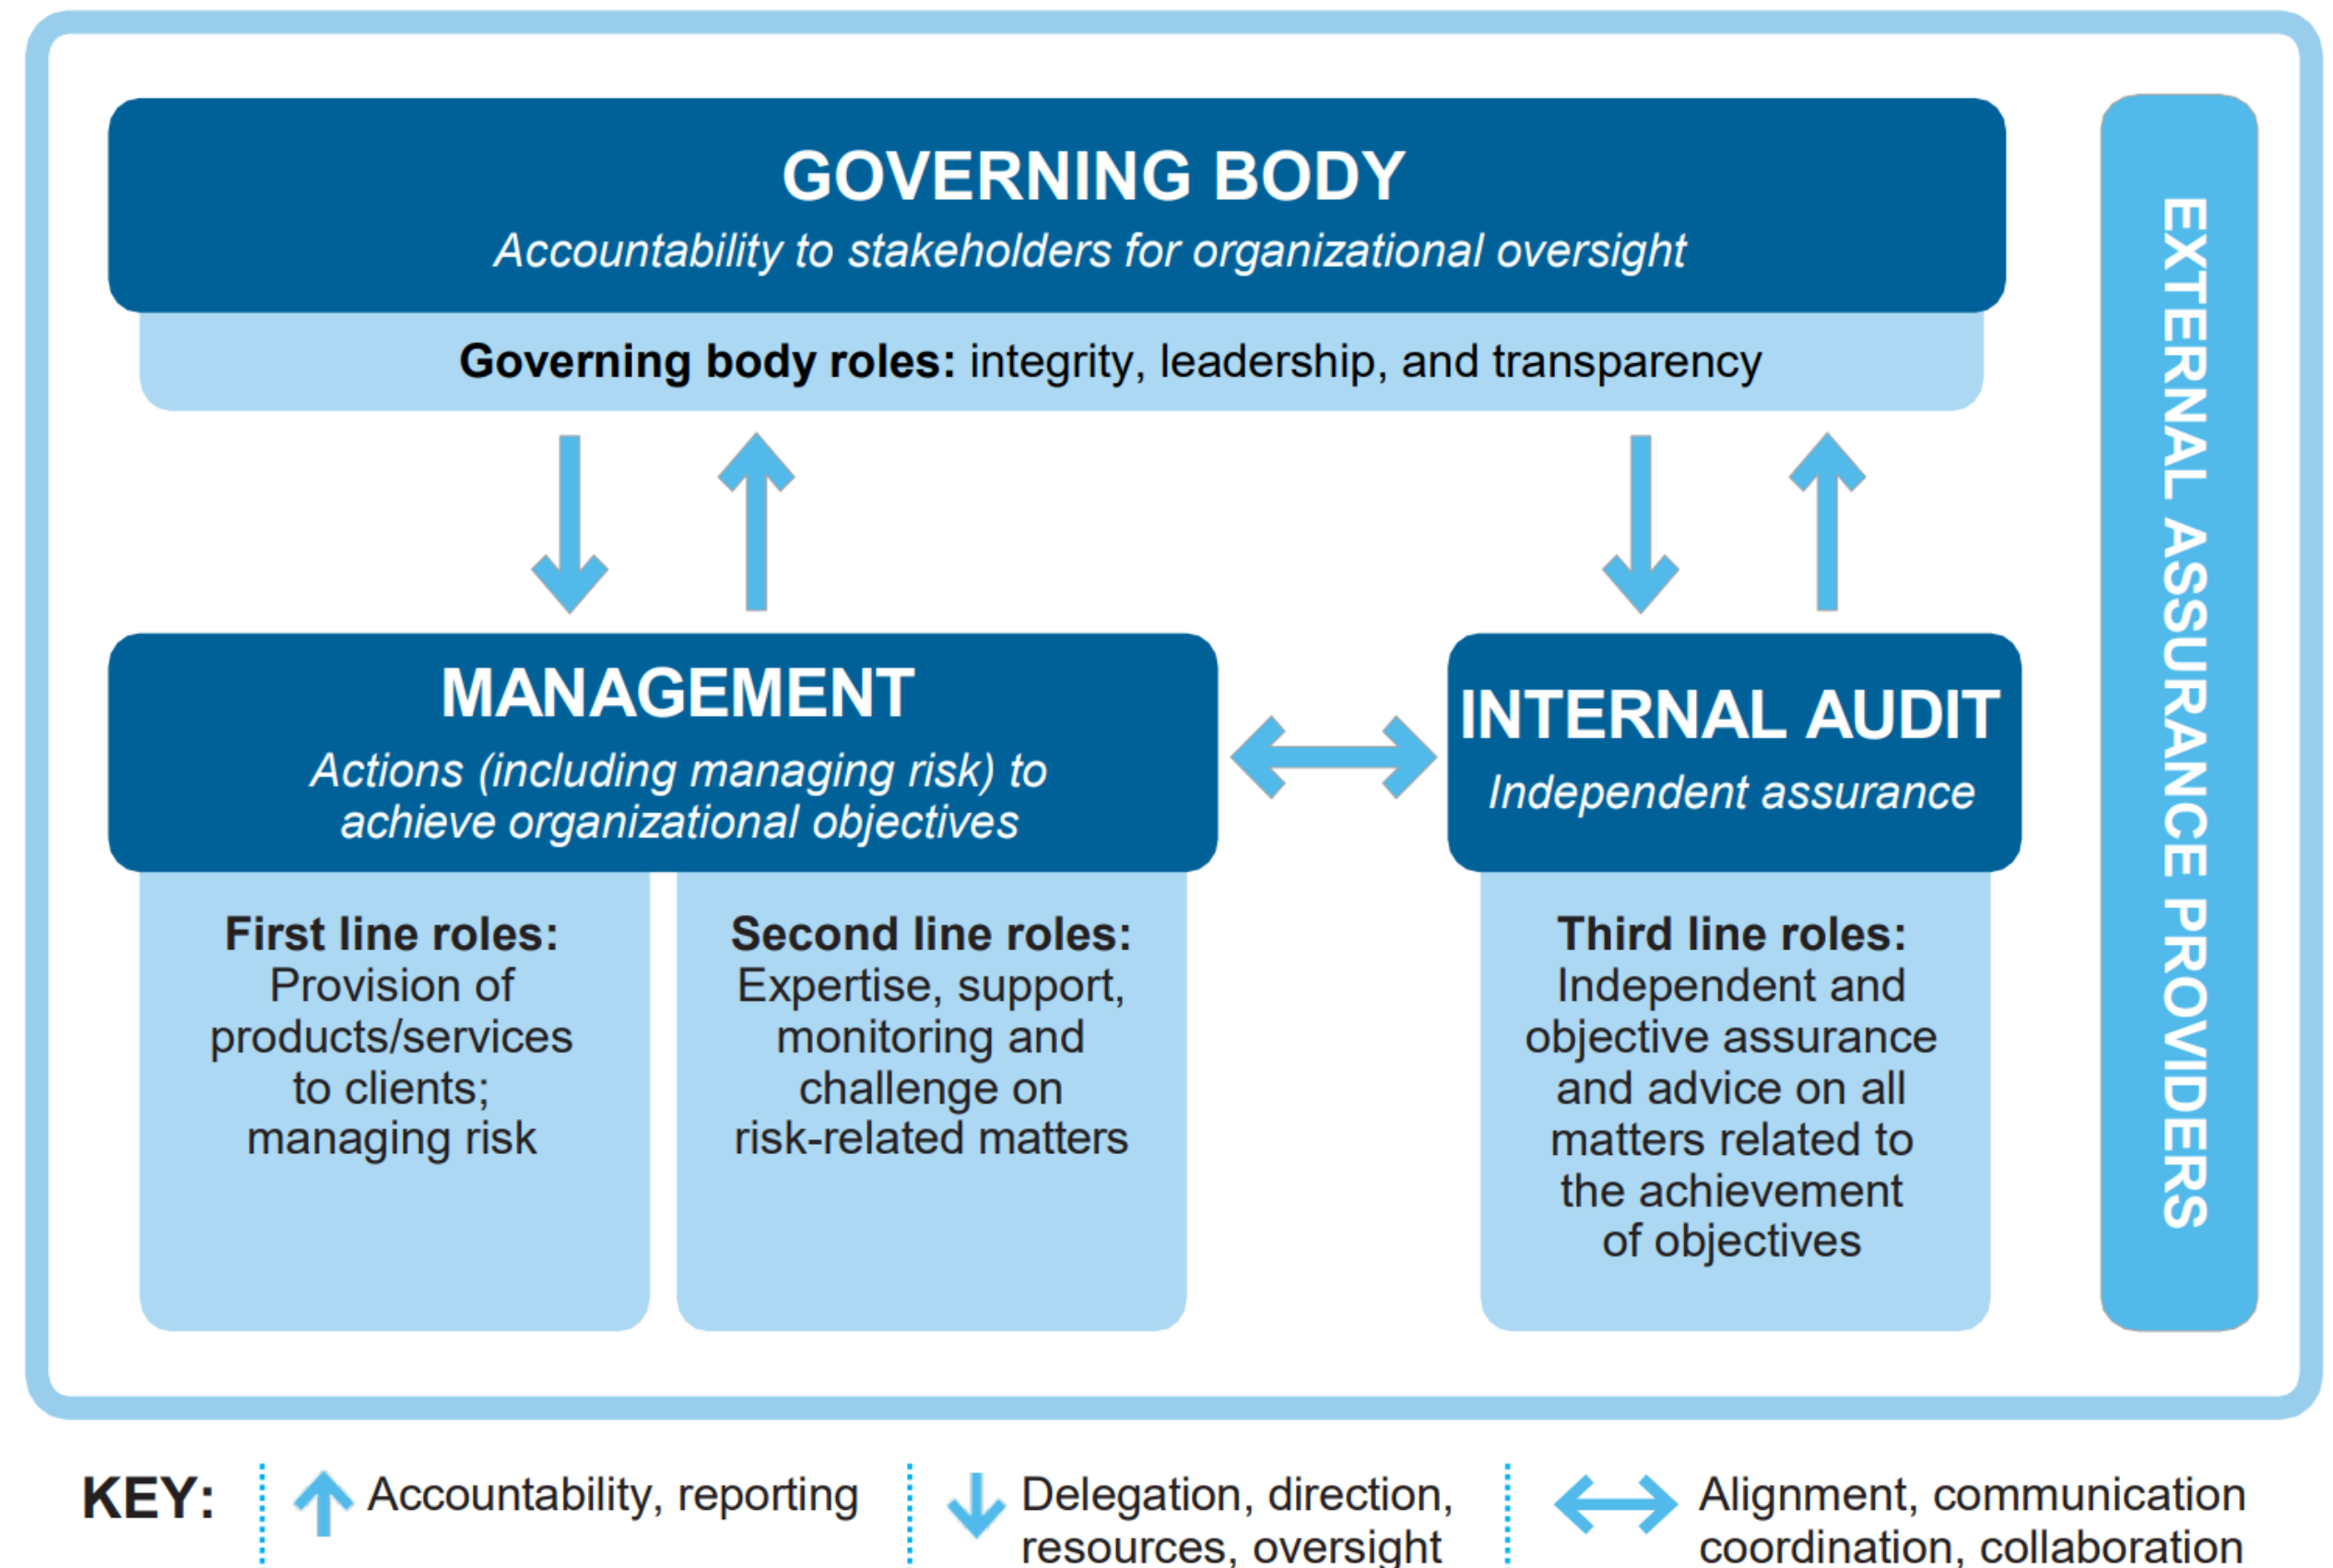 GOVERNING BODY
Accountability to stakeholders for organizational oversight
Governing body roles: integrity, leadership, and transparency
MANAGEMENT
Actions (including managing risk) to
achieve organizational objectives
First line roles:
Provision of
products/services
to clients;
managing risk
Second line roles:
Expertise, support,
monitoring and
challenge on
risk-related matters
INTERNAL AUDIT
Independent assurance
Third line roles:
Independent and
objective assurance
and advice on all
matters related to
the achievement
of objectives
EXTERNAL ASSURANCE PROVIDERS
KEY:
Accountability, reporting
Delegation, direction,
resources, oversight
Alignment, communication
coordination, collaboration